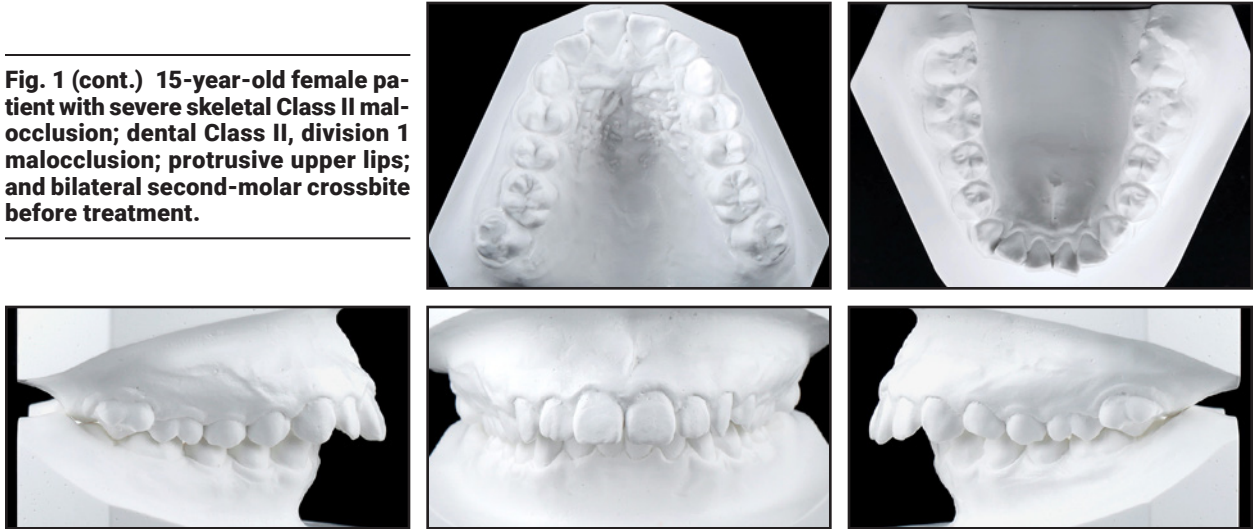 Fig. 1 (cont.) 15-year-old female pa-
tient with severe skeletal Class II mal-
occlusion; dental Class II, division 1
malocclusion; protrusive upper lips;
and bilateral second-molar crossbite
before treatment.